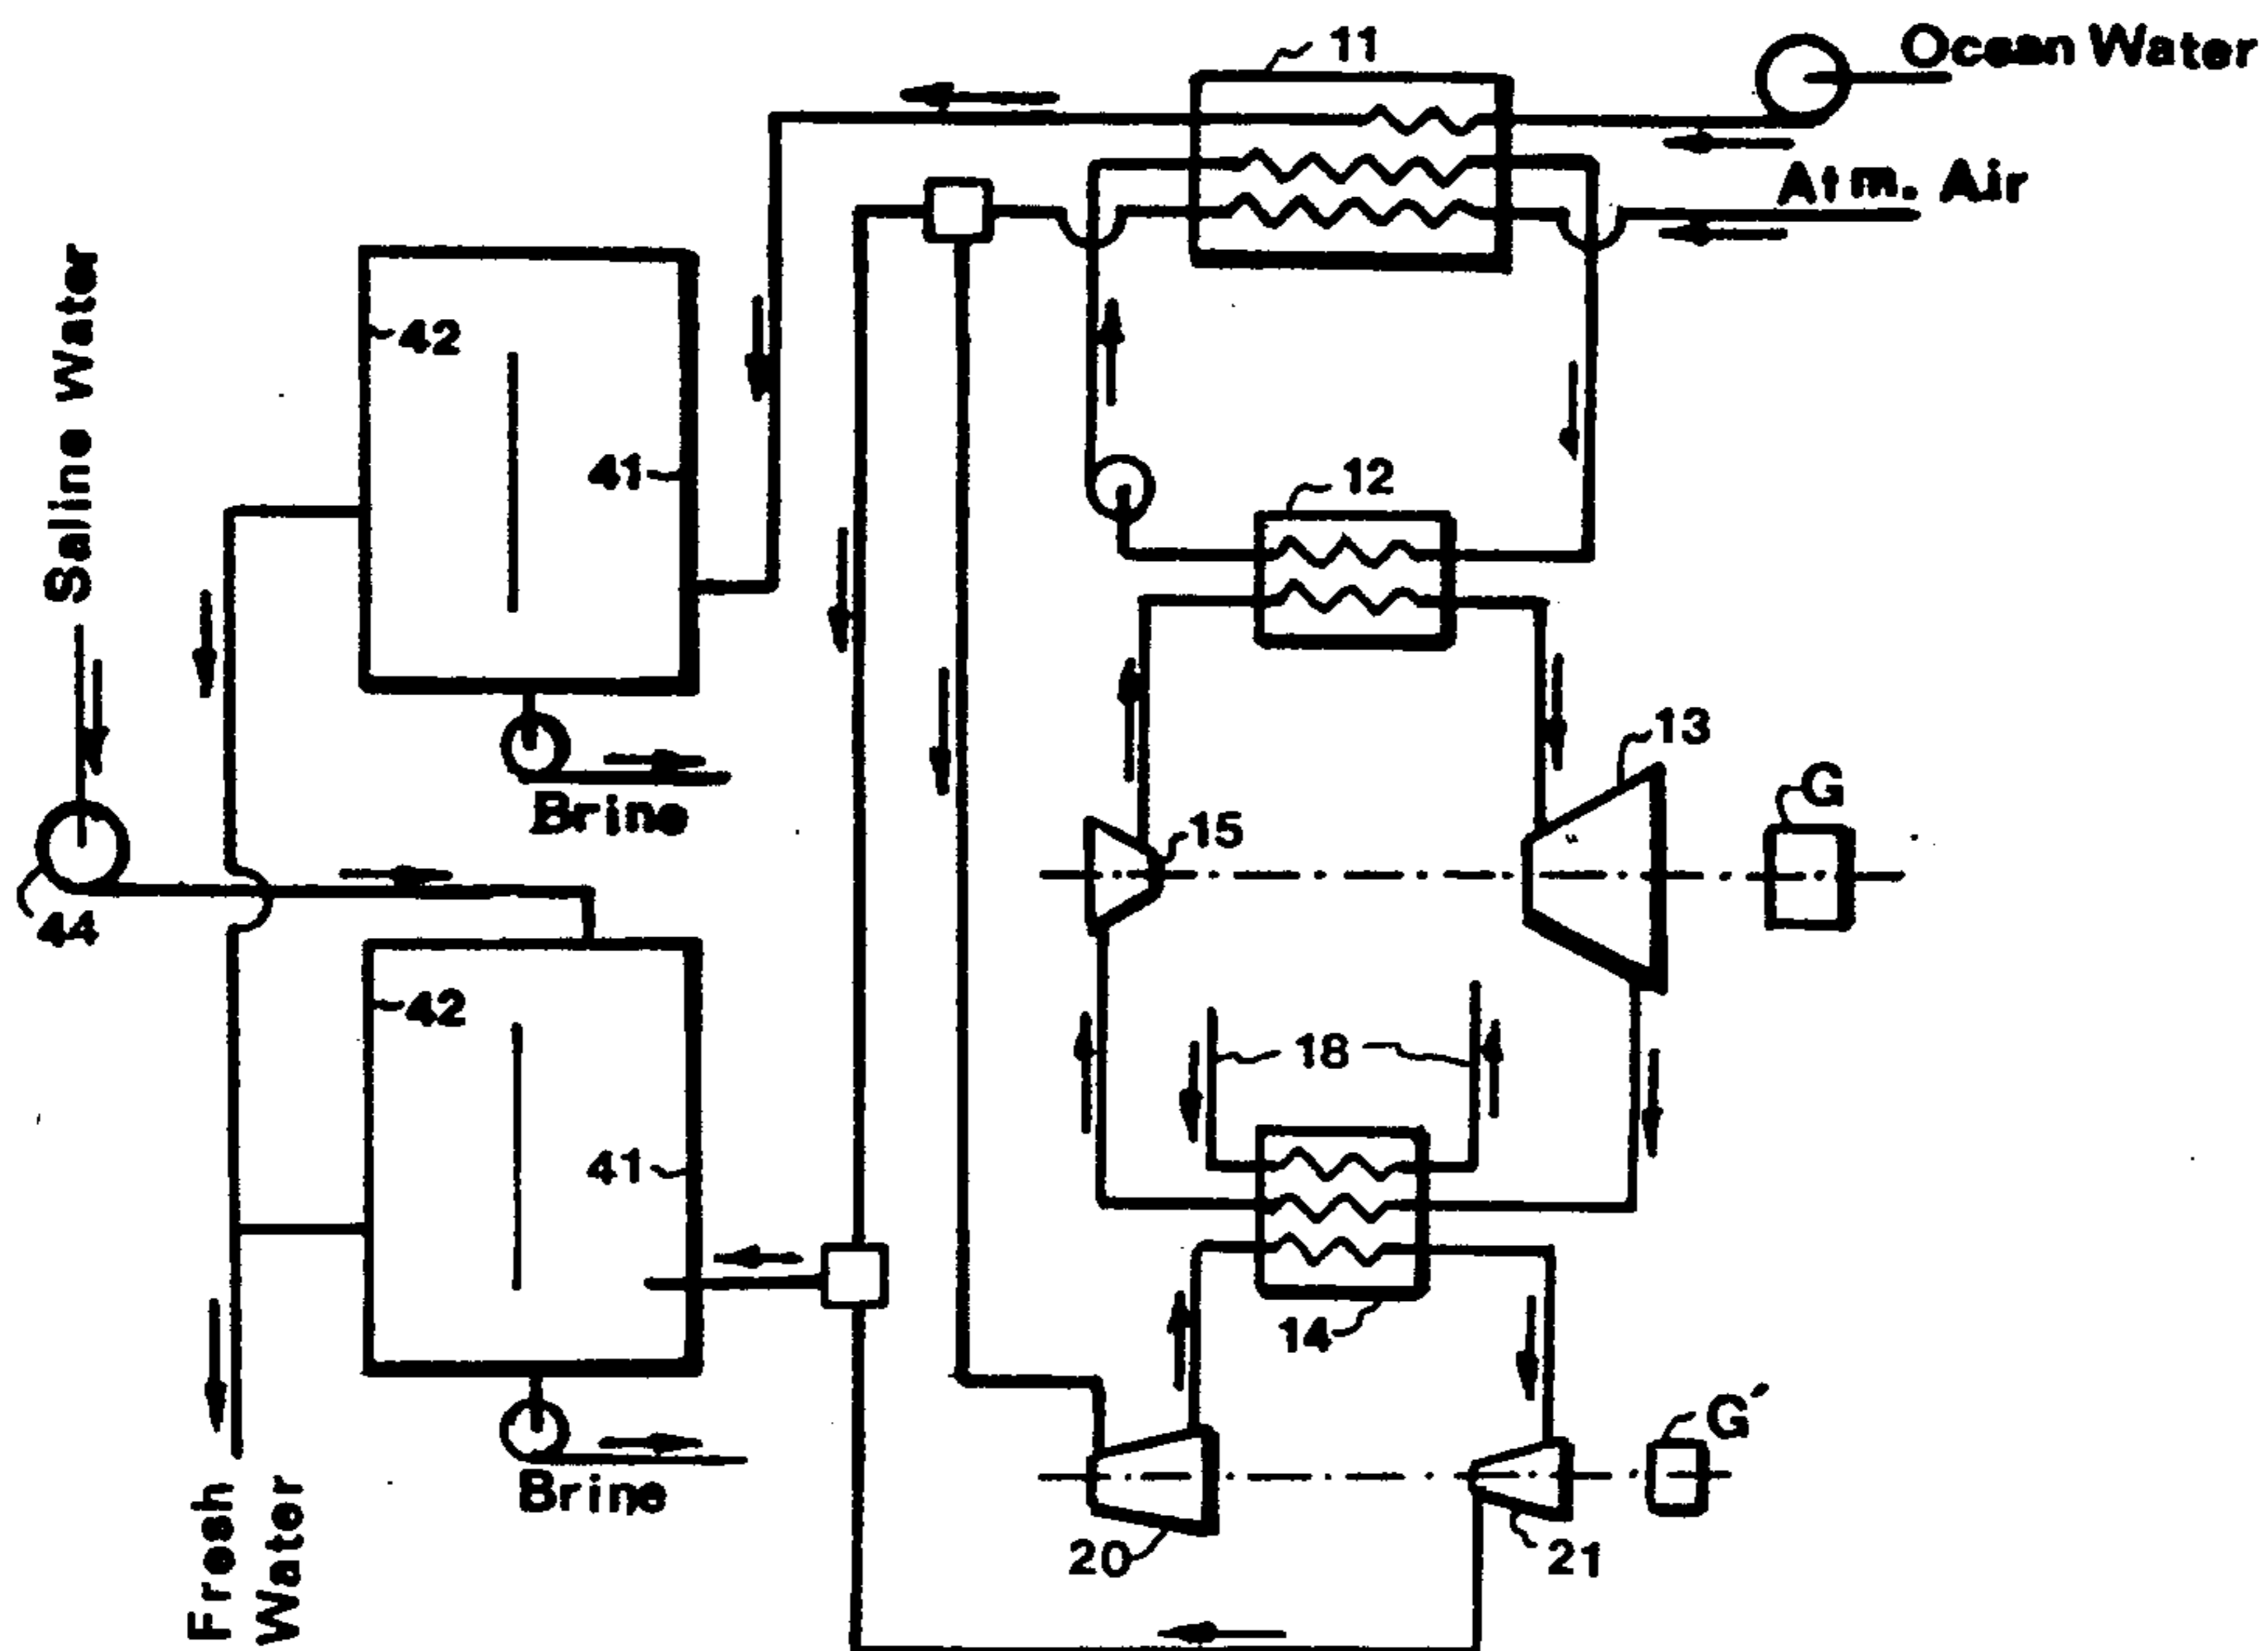 11
Ocean Water
Atm. Air
Saline Water
42
41
12
13
G
Brine
15
44
42
18
41
14
G'
Brine
20
21
Fresh
Water